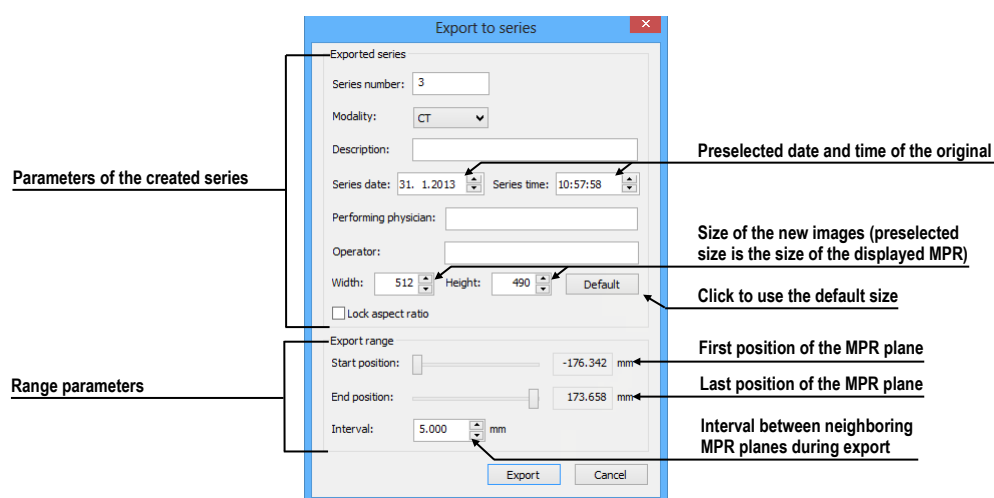 Export to series
Exported series
Series number: 3
Modality: CT
Description:
Preselected date and time of the original
Parameters of the created series
Series date: 31. 1.2013 Series time: 10:57:58
Performing physician:
Size of the new images (preselected
size is the size of the displayed MPR)
Operator:
Width: 512 Height: 490 Default
Click to use the default size
Lock aspect ratio
Export range
First position of the MPR plane
Start position: -176.342 mm
Range parameters
Last position of the MPR plane
End position: 173.658 mm
Interval between neighboring
MPR planes during export
Interval: 5.000 mm
Export Cancel